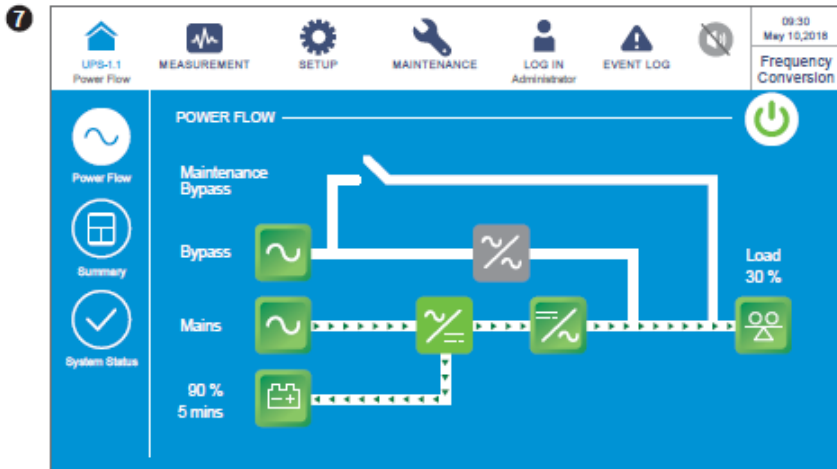 7
09:30
May 10,2018
UPS-1.1
Power Flow
MEASUREMENT
SETUP
MAINTENANCE
LOG IN
Administrator
EVENT LOG
Frequency
Conversion
POWER FLOW
Power Flow
Maintenance
Bypass
Bypass
Summary
Load
30 %
Mains
System Status
90 %
5 mins